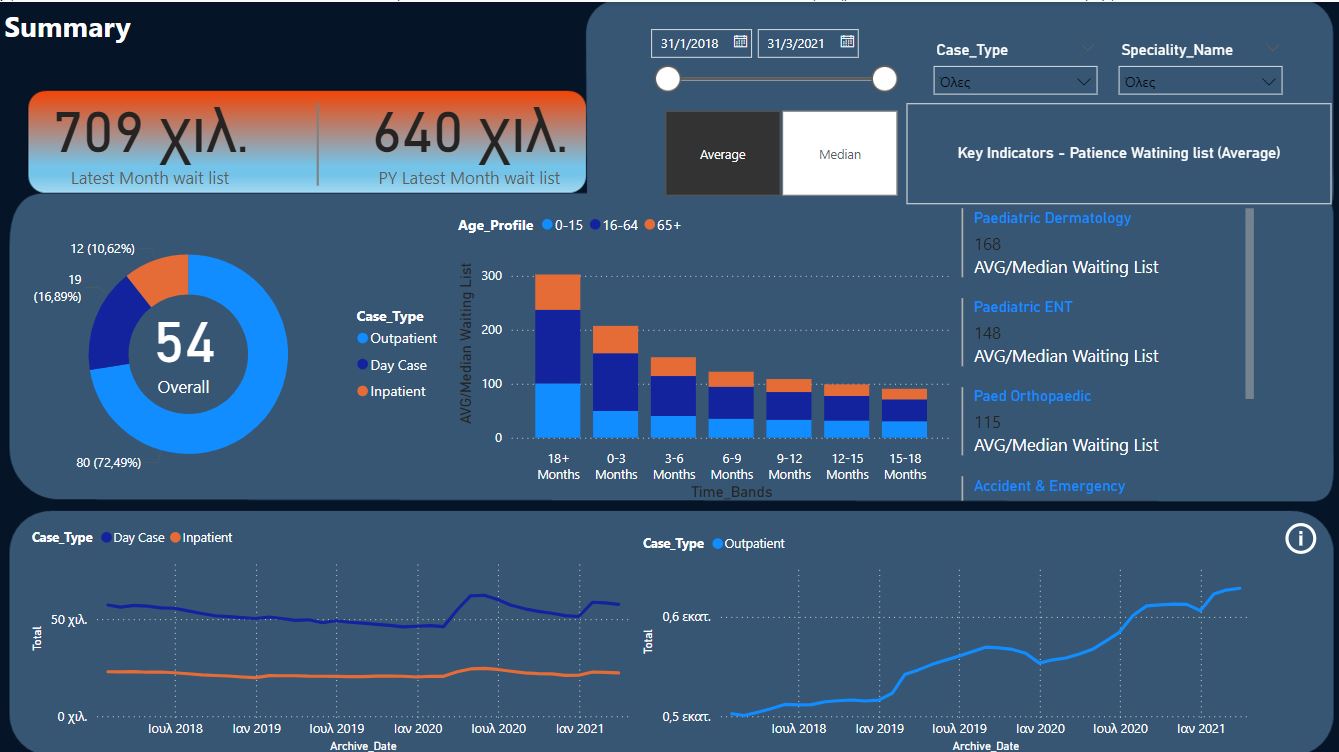 Summary
31/1/2018
31/3/2021
Case_Type
Speciality_Name
Όλες
Όλες
709 χιλ.
Latest Month wait list
640 χιλ.
PY Latest Month wait list
Average
Median
Key Indicators - Patience Watining list (Average)
12 (10,62%)
19
(16,89%)
54
Overall
80 (72,49%)
Case_Type
Outpatient
Day Case
Inpatient
Age_Profile 0-15 16-64 65+
AVG/Median Waiting List
300
200
100
0
18+
Months
0-3
Months
3-6
Months
6-9
Months
9-12
Months
12-15
Months
15-18
Months
Time_Bands
Paediatric Dermatology
168
AVG/Median Waiting List
Paediatric ENT
148
AVG/Median Waiting List
Paed Orthopaedic
115
AVG/Median Waiting List
Accident & Emergency
Case_Type Day Case Inpatient
Total
50 χιλ.
0 χιλ.
Ιουλ 2018
Ιαν 2019
Ιουλ 2019
Ιαν 2020
Ιουλ 2020
Ιαν 2021
Archive_Date
Case_Type Outpatient
Total
0,6 εκατ.
0,5 εκατ.
Ιουλ 2018
Ιαν 2019
Ιουλ 2019
Ιαν 2020
Ιουλ 2020
Ιαν 2021
Archive_Date